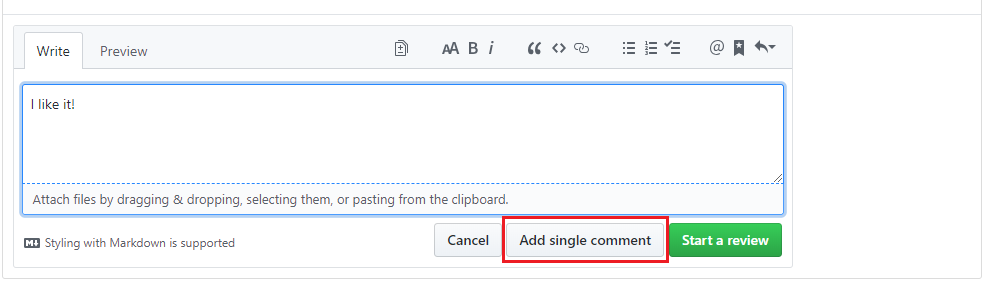 Write Preview AA B i @
I like it!
Attach files by dragging & dropping, selecting them, or pasting from the clipboard.
Styling with Markdown is supported Cancel Add single comment Start a review